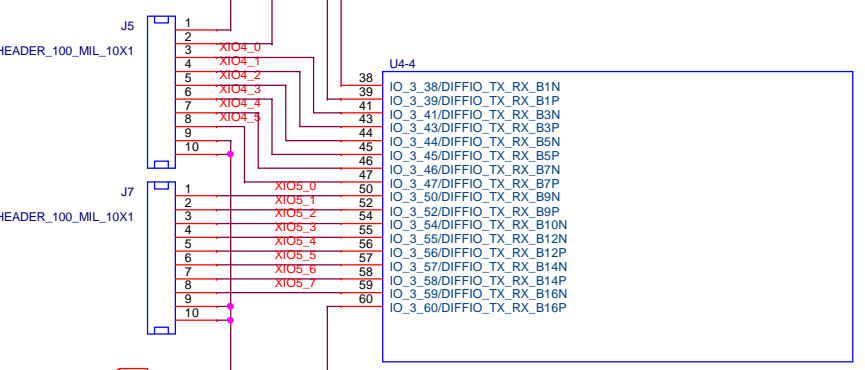 J5
HEADER_100_MIL_10X1
1
2
3
4
5
6
7
8
9
10
XIO4_0
XIO4_1
XIO4_2
XIO4_3
XIO4_4
XIO4_5
J7
HEADER_100_MIL_10X1
1
2
3
4
5
6
7
8
9
10
XIO5_0
XIO5_1
XIO5_2
XIO5_3
XIO5_4
XIO5_5
XIO5_6
XIO5_7
U4-4
38 IO_3_38/DIFFIO_TX_RX_B1N
39 IO_3_39/DIFFIO_TX_RX_B1P
41 IO_3_41/DIFFIO_TX_RX_B3N
43 IO_3_43/DIFFIO_TX_RX_B3P
44 IO_3_44/DIFFIO_TX_RX_B5N
45 IO_3_45/DIFFIO_TX_RX_B5P
46 IO_3_46/DIFFIO_TX_RX_B7N
47 IO_3_47/DIFFIO_TX_RX_B7P
50 IO_3_50/DIFFIO_TX_RX_B9N
52 IO_3_52/DIFFIO_TX_RX_B9P
54 IO_3_54/DIFFIO_TX_RX_B10N
55 IO_3_55/DIFFIO_TX_RX_B12N
56 IO_3_56/DIFFIO_TX_RX_B12P
57 IO_3_57/DIFFIO_TX_RX_B14N
58 IO_3_58/DIFFIO_TX_RX_B14P
59 IO_3_59/DIFFIO_TX_RX_B16N
60 IO_3_60/DIFFIO_TX_RX_B16P